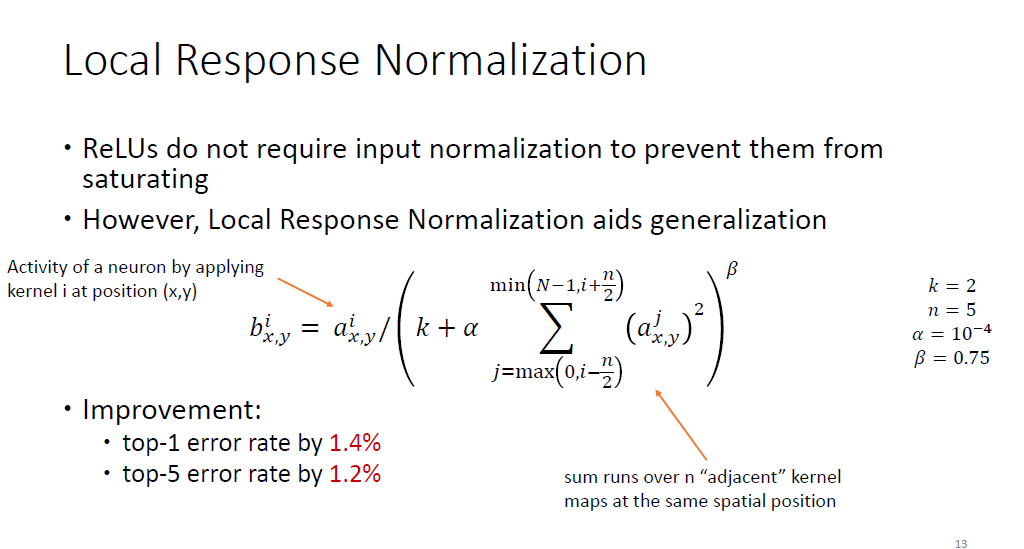 Local Response Normalization
• ReLUs do not require input normalization to prevent them from
saturating
• However, Local Response Normalization aids generalization
Activity of a neuron by applying
kernel i at position (x,y)
b^i_{x,y} = a^i_{x,y} / ( k + α ∑_{j=max(0,i−n/2)}^{min(N−1,i+n/2)} (a^j_{x,y})^2 )^β
k = 2
n = 5
α = 10^{−4}
β = 0.75
• Improvement:
• top-1 error rate by 1.4%
• top-5 error rate by 1.2%
sum runs over n “adjacent” kernel
maps at the same spatial position
13